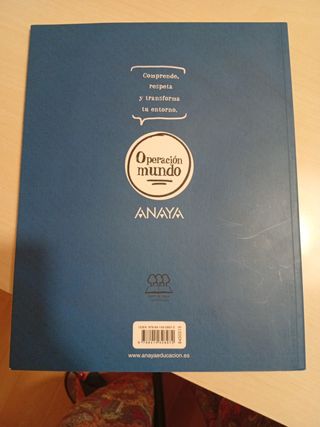 Comprende,
respeta
y transforma
tu entorno.
Operación
mundo
ANAYA
www.anayaeducacion.es